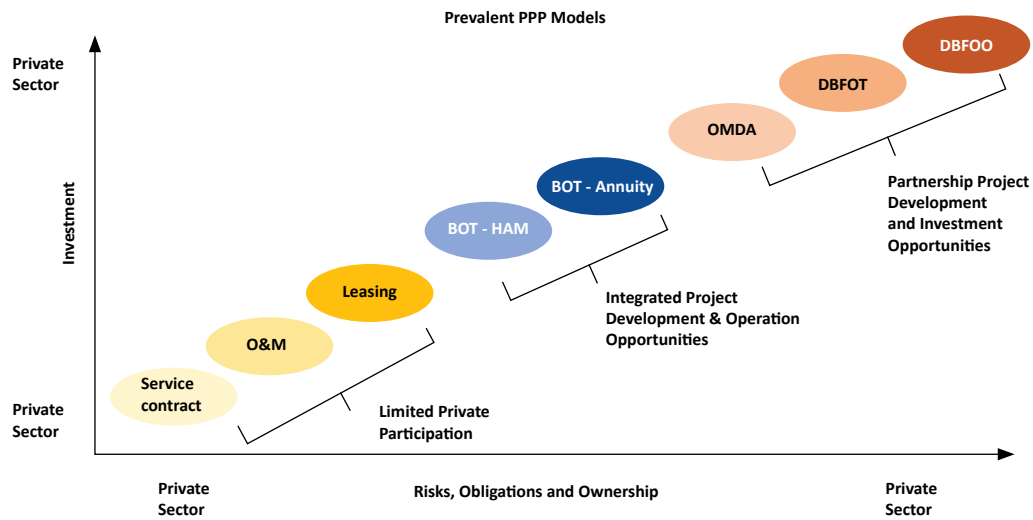 Prevalent PPP Models
Private
Sector
Investment
Private
Sector
DBFOO
DBFOT
OMDA
BOT - Annuity
BOT - HAM
Leasing
O&M
Service
contract
Partnership Project
Development
and Investment
Opportunities
Integrated Project
Development & Operation
Opportunities
Limited Private
Participation
Private
Sector
Risks, Obligations and Ownership
Private
Sector